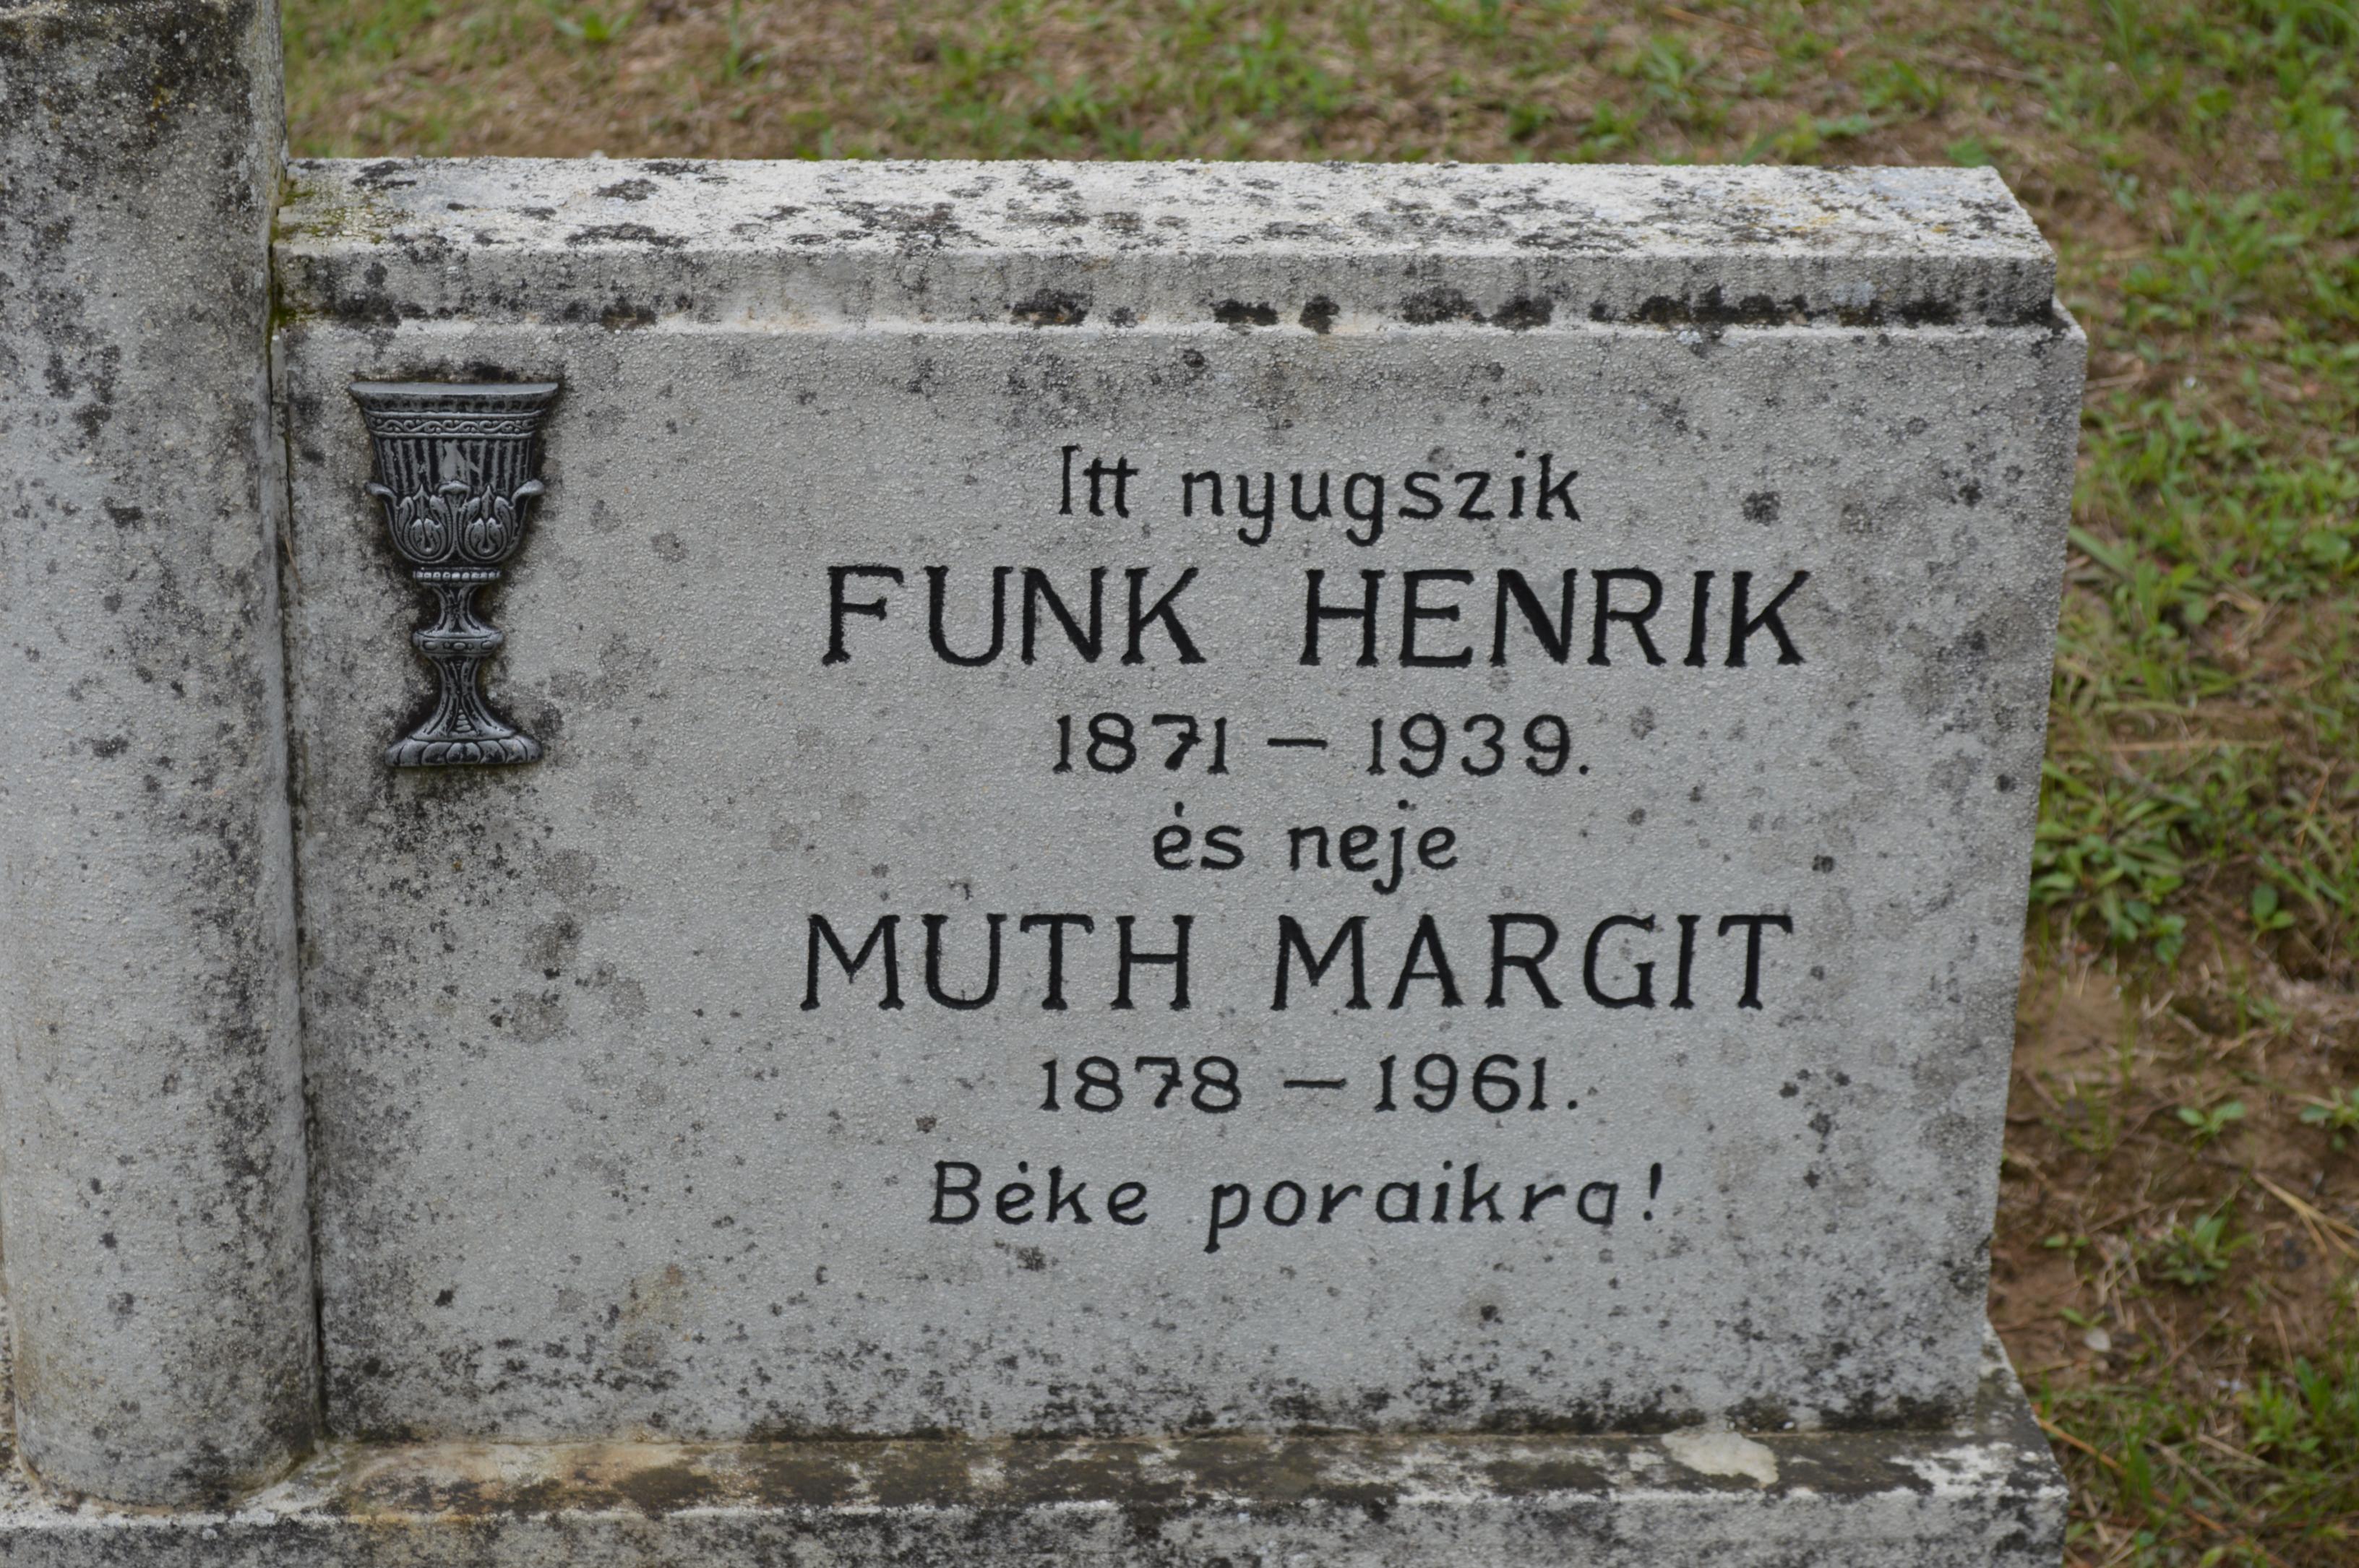 Itt nyugszik
FUNK HENRIK
1871 – 1939.
és neje
MUTH MARGIT
1878 – 1961.
Béke poraikra!